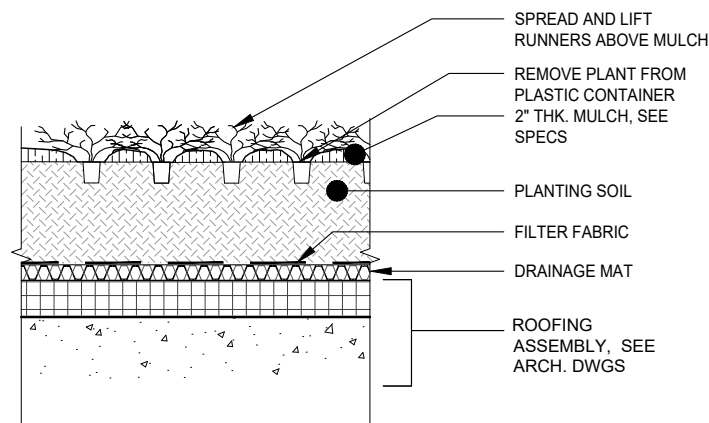 SPREAD AND LIFT
RUNNERS ABOVE MULCH
REMOVE PLANT FROM
PLASTIC CONTAINER
2" THK. MULCH, SEE
SPECS
PLANTING SOIL
FILTER FABRIC
DRAINAGE MAT
ROOFING
ASSEMBLY, SEE
ARCH. DWGS